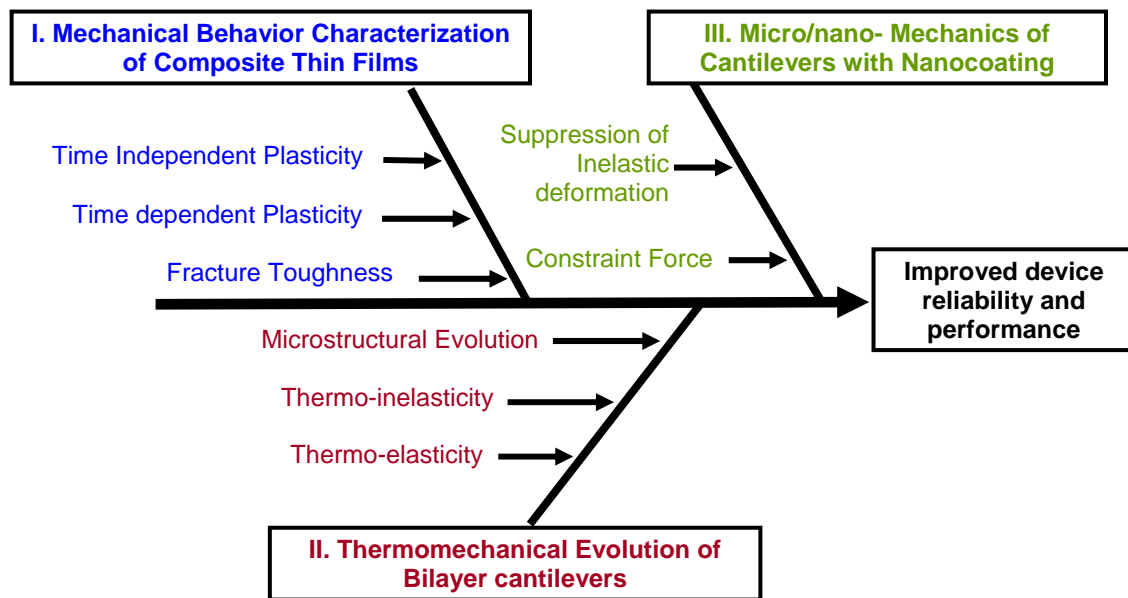 I. Mechanical Behavior Characterization
of Composite Thin Films
III. Micro/nano- Mechanics of
Cantilevers with Nanocoating
Time Independent Plasticity
Time dependent Plasticity
Fracture Toughness
Suppression of
Inelastic
deformation
Constraint Force
Improved device
reliability and
performance
Microstructural Evolution
Thermo-inelasticity
Thermo-elasticity
II. Thermomechanical Evolution of
Bilayer cantilevers